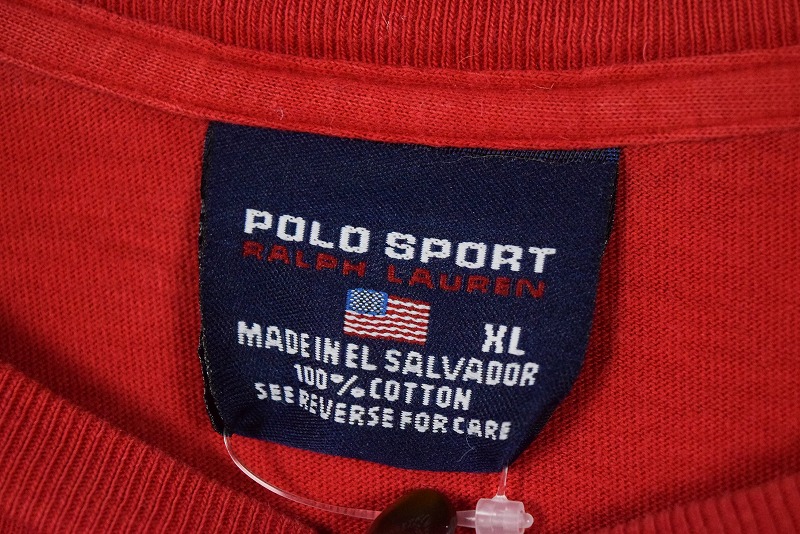 POLO SPORT
RALPH LAUREN
XL
MADE IN EL SALVADOR
100% COTTON
SEE REVERSE FOR CARE